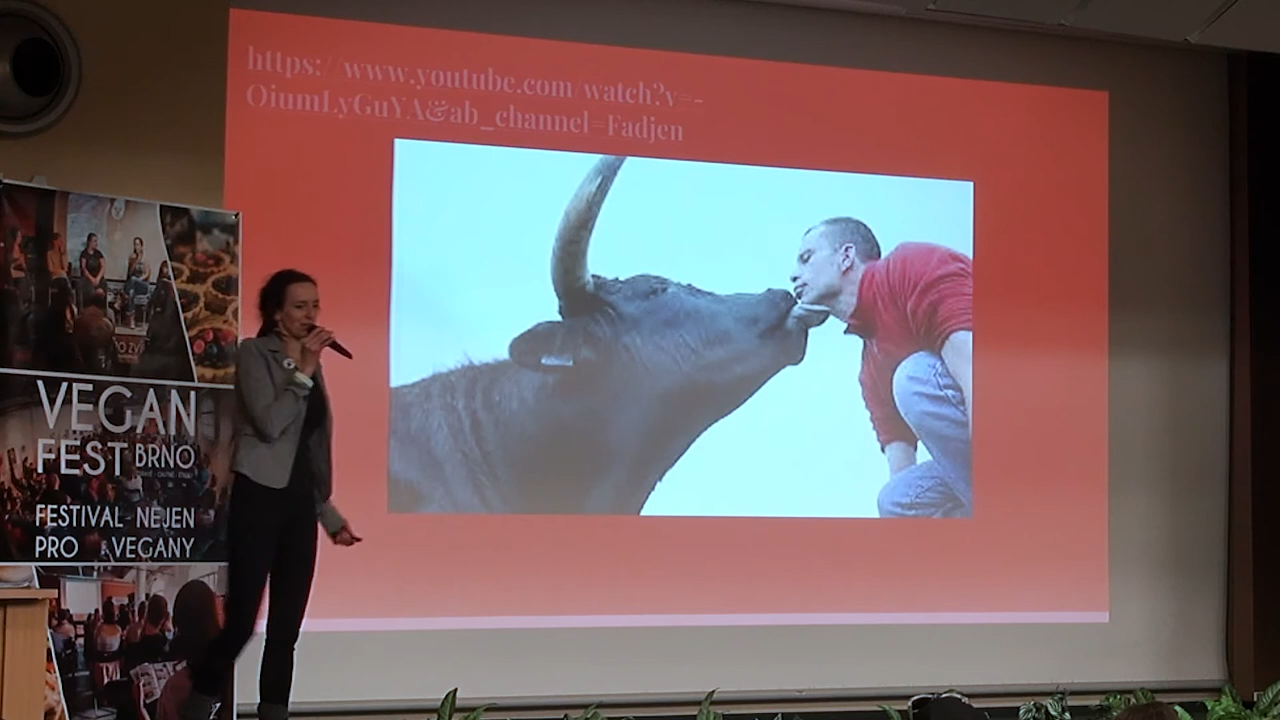 https://www.youtube.com/watch?v=-
OiumLyGuYA&ab_channel=Fadjen
VEGAN
FEST BRNO
FESTIVAL NEJEN
PRO VEGANY